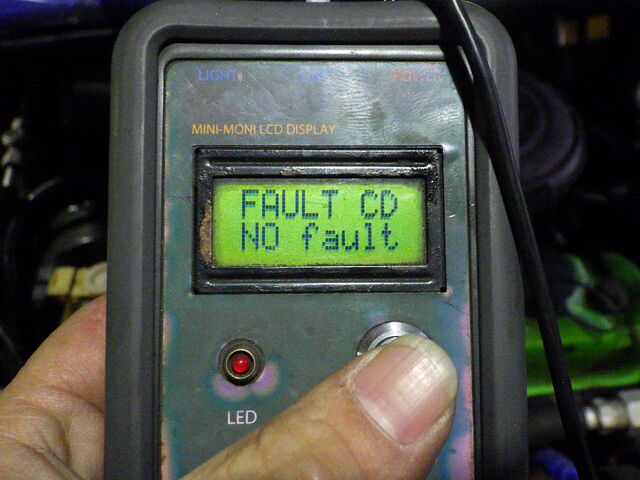 LIGHT POWER
MINI-MONI LCD DISPLAY
FAULT CD
NO fault
LED